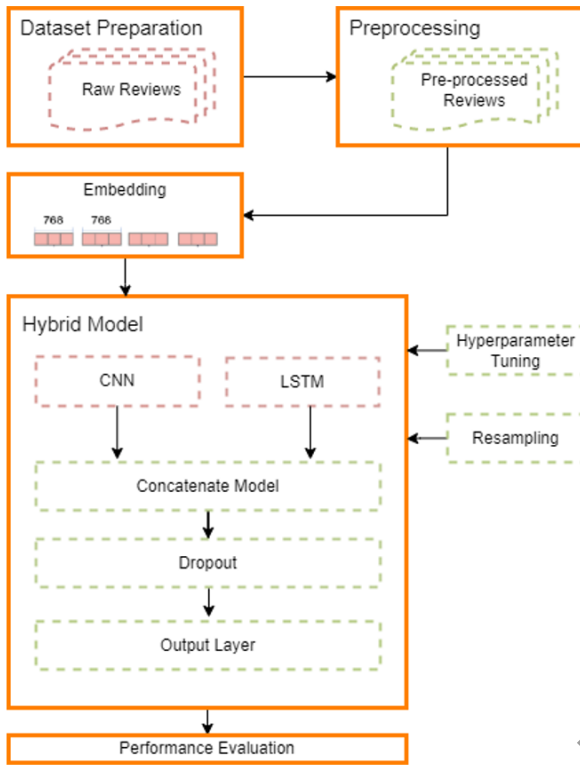 Dataset Preparation
Raw Reviews
Preprocessing
Pre-processed
Reviews
Embedding
768 768
Hybrid Model
CNN
LSTM
Hyperparameter
Tuning
Resampling
Concatenate Model
Dropout
Output Layer
Performance Evaluation